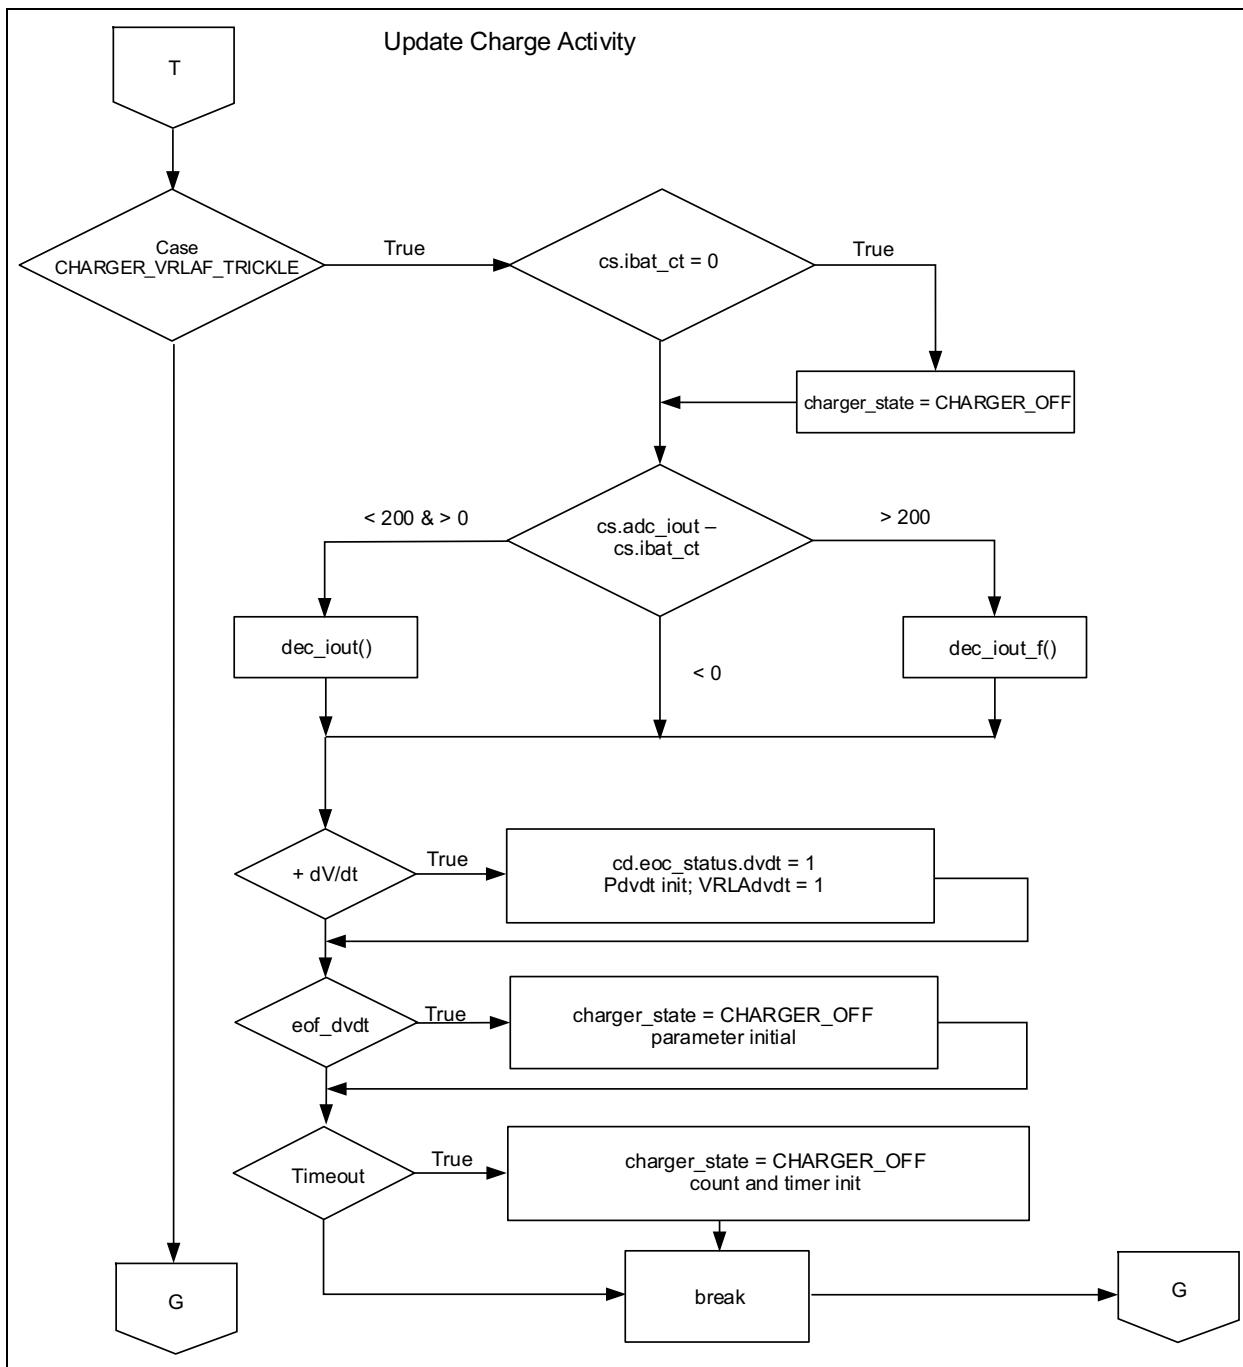 Update Charge Activity
T
Case
CHARGER_VRLAF_TRICKLE
True
cs.ibat_ct = 0
True
charger_state = CHARGER_OFF
< 200 & > 0
cs.adc_iout –
cs.ibat_ct
> 200
dec_iout()
< 0
dec_iout_f()
+ dV/dt
True
cd.eoc_status.dvdt = 1
Pdvdt init; VRLAdvdt = 1
eof_dvdt
True
charger_state = CHARGER_OFF
parameter initial
Timeout
True
charger_state = CHARGER_OFF
count and timer init
G
break
G